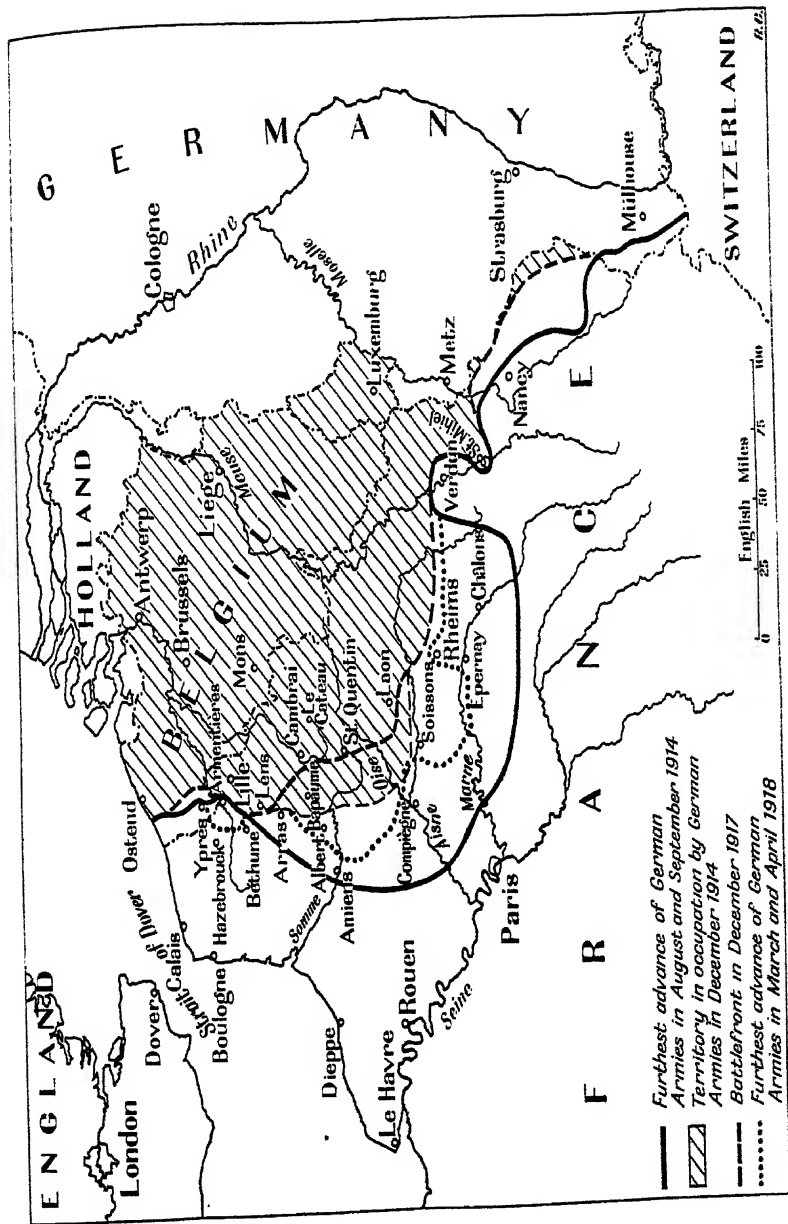 ENGLAND
London
Dover
Strait of Dover
Calais
Boulogne
Hazebrouck
Ostend
Ypres
Armentières
Lille
Béthune
Lens
Arras
Albert
Bapaume
Cambrai
Le
Cateau
Somme
Amiens
St. Quentin
Oise
Laon
Compiegne
Aisne
Soissons
Rheims
Marne
Epernay
Châlons
Paris
Dieppe
Le Havre
Rouen
Seine
HOLLAND
Antwerp
Brussels
BELGIUM
Mons
Liege
Meuse
Cologne
Rhine
GERMANY
Moselle
Luxemburg
Metz
Verdun
St. Mihiel
Nancy
Strasburg
Mülhouse
SWITZERLAND
FRANCE
Furthest advance of German
Armies in August and September 1914
Territory in occupation by German
Armies in December 1914
Battlefront in December 1917
Furthest advance of German
Armies in March and April 1918
0 25 50 75 100
English Miles